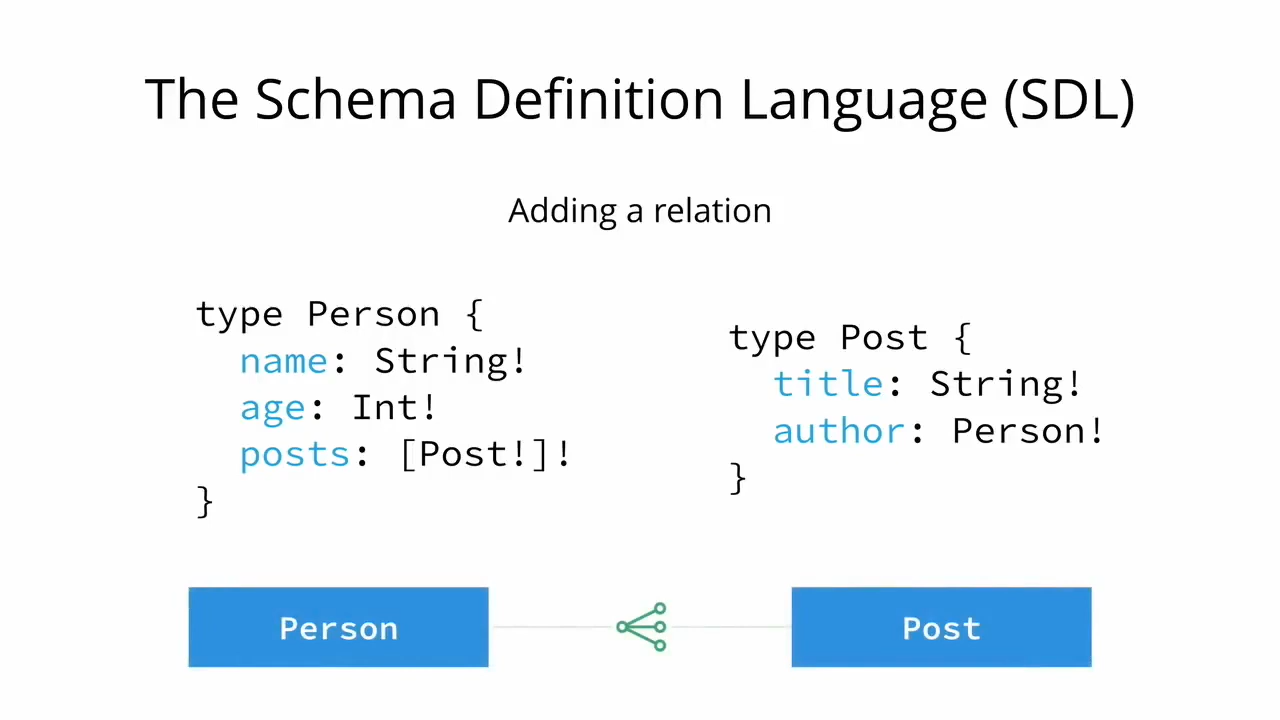 The Schema Definition Language (SDL)
Adding a relation
type Person {
  name: String!
  age: Int!
  posts: [Post!]!
}
type Post {
  title: String!
  author: Person!
}
Person
Post